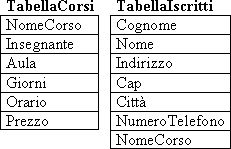 TabellaCorsi
NomeCorso
Insegnante
Aula
Giorni
Orario
Prezzo
TabellaIscritti
Cognome
Nome
Indirizzo
Cap
Città
NumeroTelefono
NomeCorso